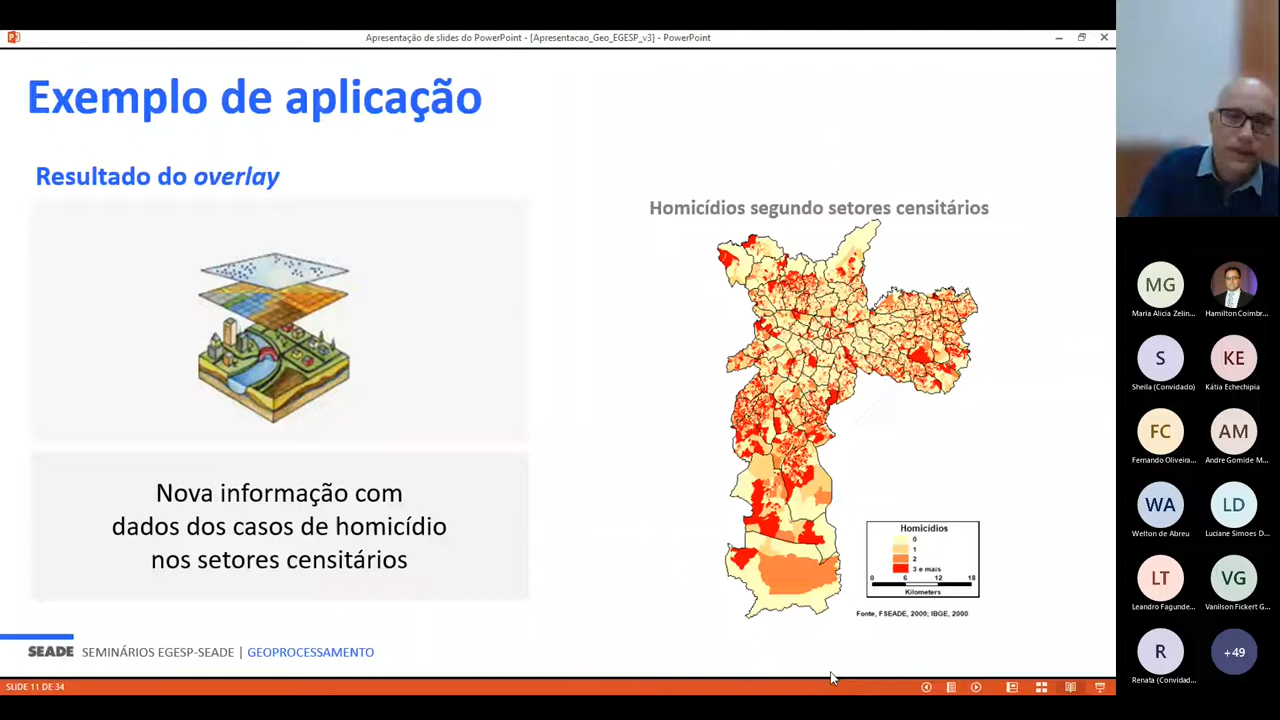 Apresentação de slides do PowerPoint - [Apresentacao_Geo_EGESP_v3] - PowerPoint
Exemplo de aplicação
Resultado do overlay
Homicídios segundo setores censitários
Nova informação com
dados dos casos de homicídio
nos setores censitários
Homicídios
0
1
2
3 e mais
0 6 12 18
Kilometers
Fonte, FSEADE, 2000; IBGE, 2000
SEADE SEMINÁRIOS EGESP-SEADE | GEOPROCESSAMENTO
SLIDE 11 DE 34
MG
Maria Alicia Zelin...
Hamilton Coimbr...
S
Sheila (Convidado)
KE
Kátia Echechipia
FC
Fernando Oliveira...
AM
Andre Gomide M...
WA
Welton de Abreu
LD
Luciane Simoes D...
LT
Leandro Fagunde...
VG
Vanilson Fickert G...
R
Renata (Convidad...
+49